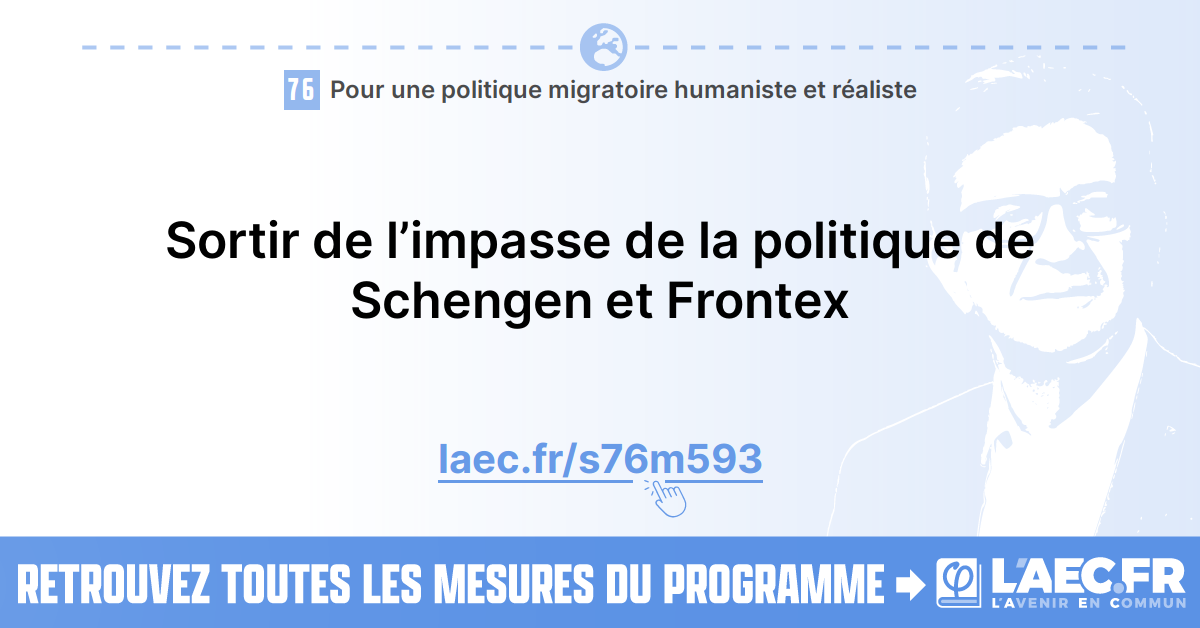 76 Pour une politique migratoire humaniste et réaliste
Sortir de l’impasse de la politique de
Schengen et Frontex
laec.fr/s76m593
RETROUVEZ TOUTES LES MESURES DU PROGRAMME
φ L'AEC.FR
L'AVENIR EN COMMUN